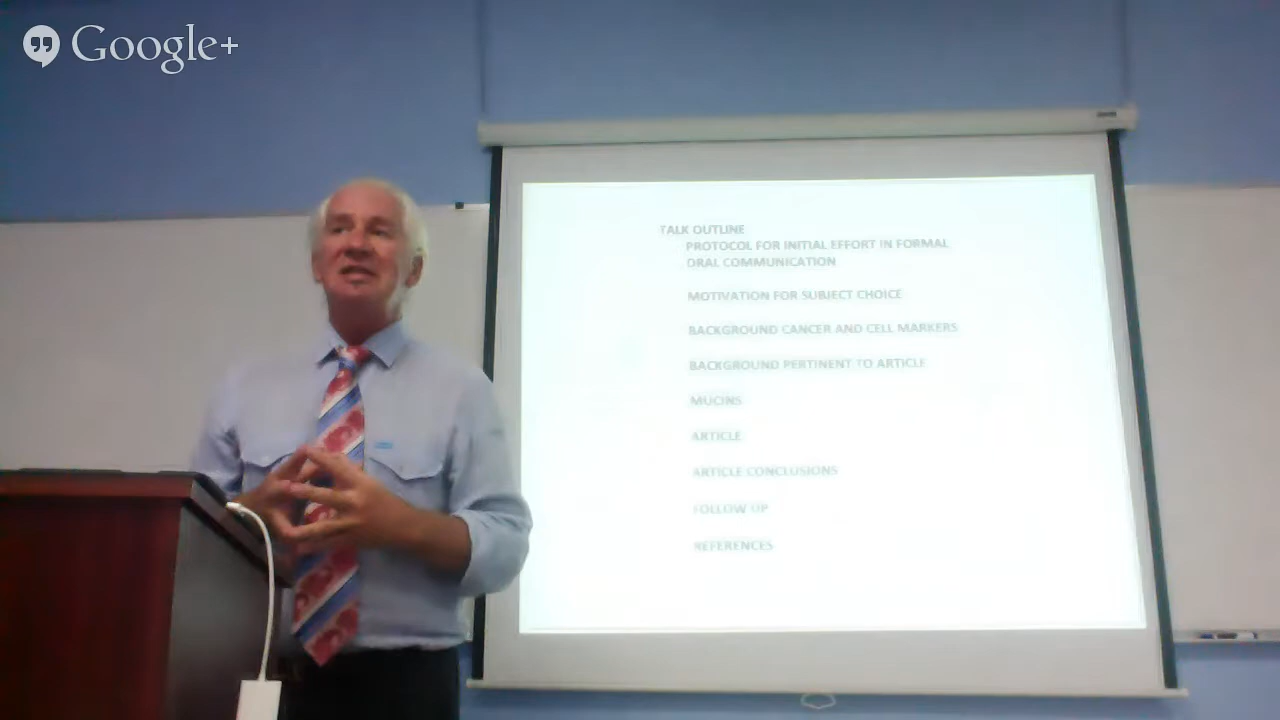 Google+
TALK OUTLINE
PROTOCOL FOR INITIAL EFFORT IN FORMAL
ORAL COMMUNICATION
MOTIVATION FOR SUBJECT CHOICE
BACKGROUND CANCER AND CELL MARKERS
BACKGROUND PERTINENT TO ARTICLE
MUCINS
ARTICLE
ARTICLE CONCLUSIONS
FOLLOW UP
REFERENCES